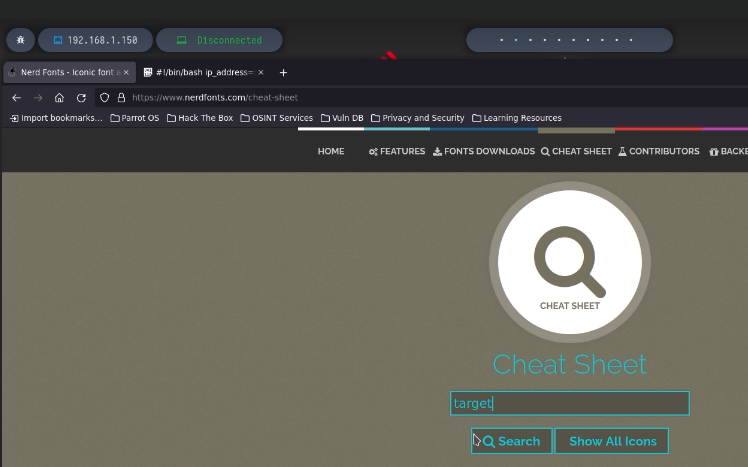 192.168.1.150 Disconnected
Nerd Fonts - Iconic font a #!/bin/bash ip_address=
https://www.nerdfonts.com/cheat-sheet
Import bookmarks... Parrot OS Hack The Box OSINT Services Vuln DB Privacy and Security Learning Resources
HOME FEATURES FONTS DOWNLOADS CHEAT SHEET CONTRIBUTORS
CHEAT SHEET
Cheat Sheet
target
Search Show All Icons